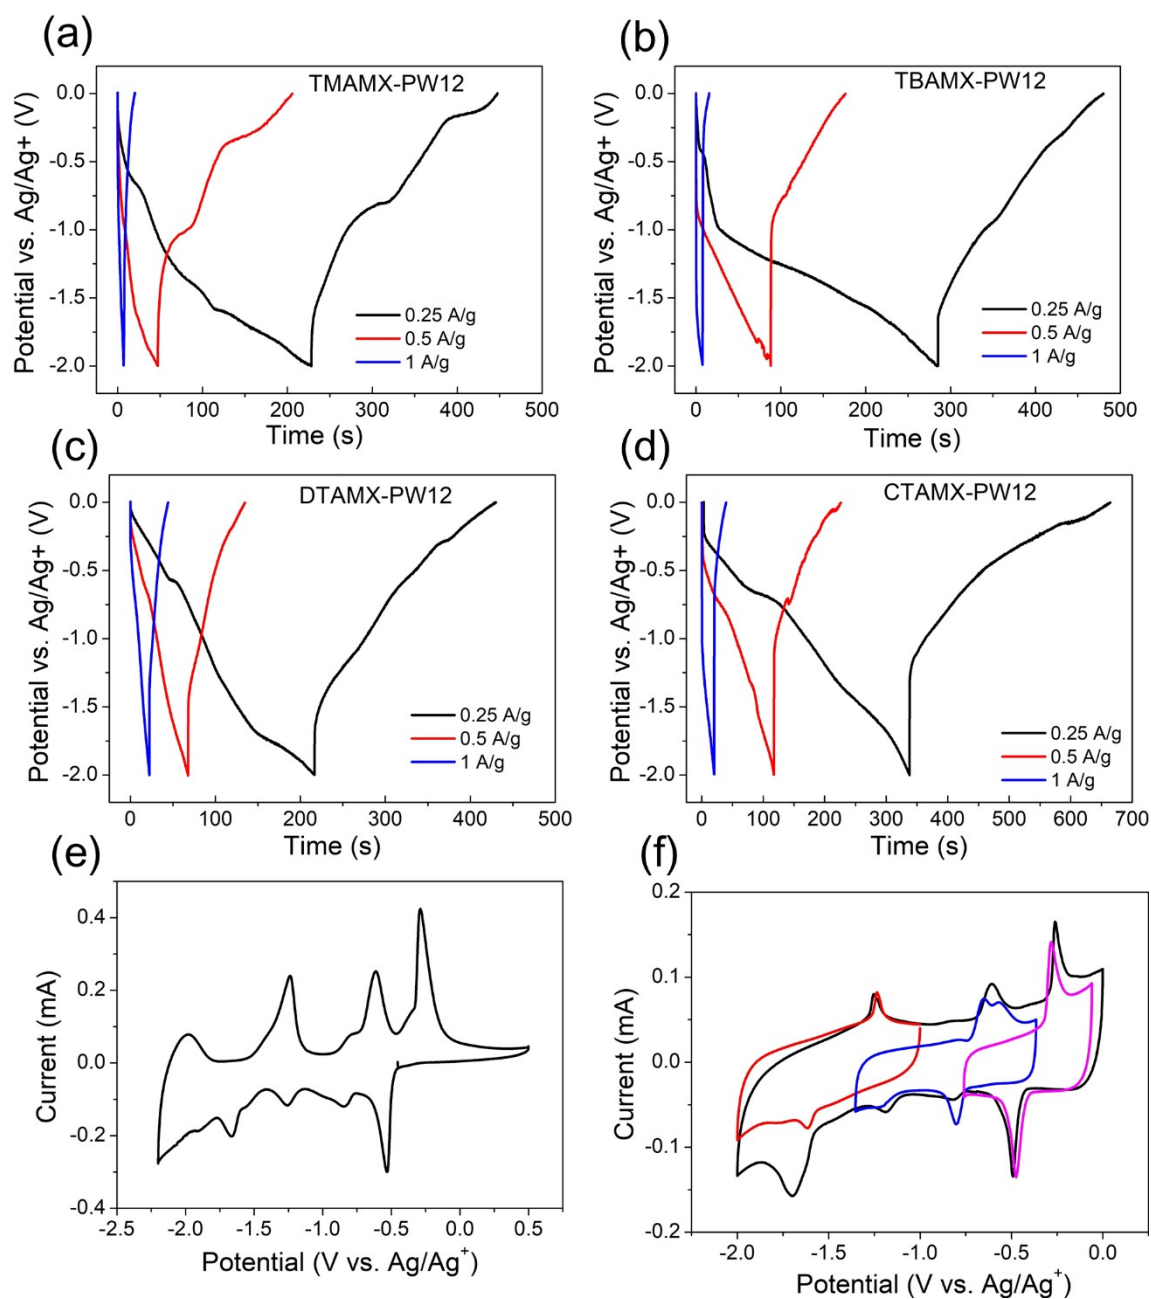 (a)
TMAMX-PW12
Potential vs. Ag/Ag+ (V)
0.0
-0.5
-1.0
-1.5
-2.0
0.25 A/g
0.5 A/g
1 A/g
0 100 200 300 400 500
Time (s)
(b)
TBAMX-PW12
Potential vs. Ag/Ag+ (V)
0.0
-0.5
-1.0
-1.5
-2.0
0.25 A/g
0.5 A/g
1 A/g
0 100 200 300 400 500
Time (s)
(c)
DTAMX-PW12
Potential vs. Ag/Ag+ (V)
0.0
-0.5
-1.0
-1.5
-2.0
0.25 A/g
0.5 A/g
1 A/g
0 100 200 300 400 500
Time (s)
(d)
CTAMX-PW12
Potential vs. Ag/Ag+ (V)
0.0
-0.5
-1.0
-1.5
-2.0
0.25 A/g
0.5 A/g
1 A/g
0 100 200 300 400 500 600 700
Time (s)
(e)
Current (mA)
0.4
0.2
0.0
-0.2
-0.4
-2.5 -2.0 -1.5 -1.0 -0.5 0.0 0.5
Potential (V vs. Ag/Ag⁺)
(f)
Current (mA)
0.2
0.1
0.0
-0.1
-0.2
-2.0 -1.5 -1.0 -0.5 0.0
Potential (V vs. Ag/Ag⁺)